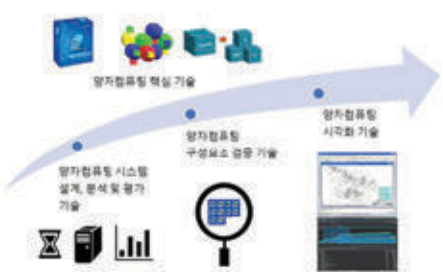 양자컴퓨팅 핵심 기술
양자컴퓨팅
시각화 기술
양자컴퓨팅
구성요소 검증 기술
양자컴퓨팅 시스템
설계, 분석 및 평가
기술